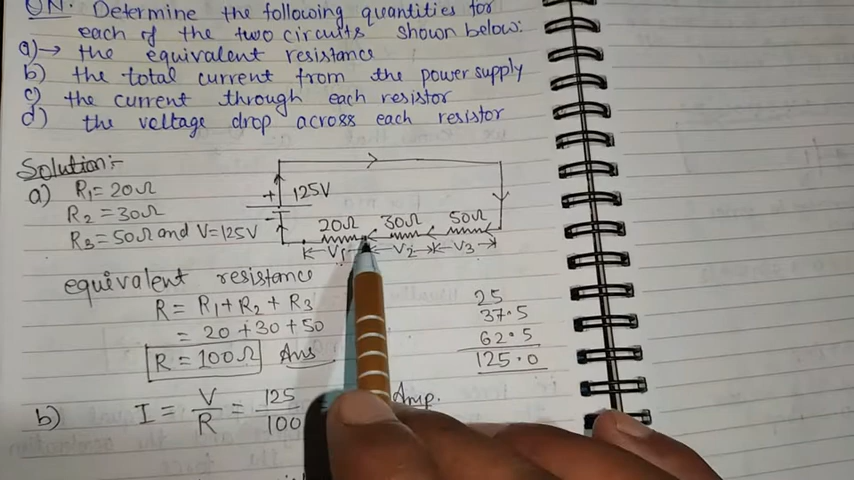 QN: Determine the following quantities for
each of the two circuits shown below:
a)→ the equivalent resistance
b) the total current from the power supply
c) the current through each resistor
d) the voltage drop across each resistor
Solution:-
a) R1 = 20Ω
R2 = 30Ω
R3 = 50Ω and V = 125V
+ 125V
-
20Ω 30Ω 50Ω
V1 V2 V3
equivalent resistance
R = R1 + R2 + R3
= 20 + 30 + 50
R = 100Ω Ans
25
37.5
62.5
125.0
b) I = V/R = 125/100 Amp.